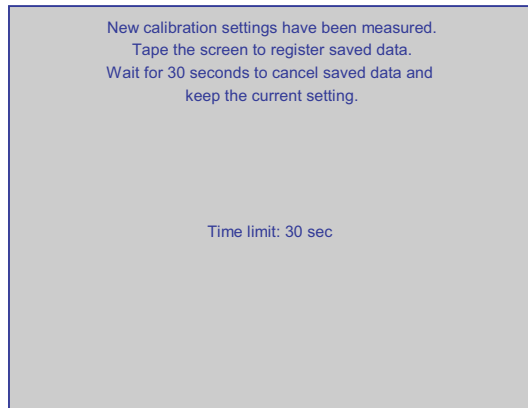 New calibration settings have been measured.
Tape the screen to register saved data.
Wait for 30 seconds to cancel saved data and
keep the current setting.
Time limit: 30 sec